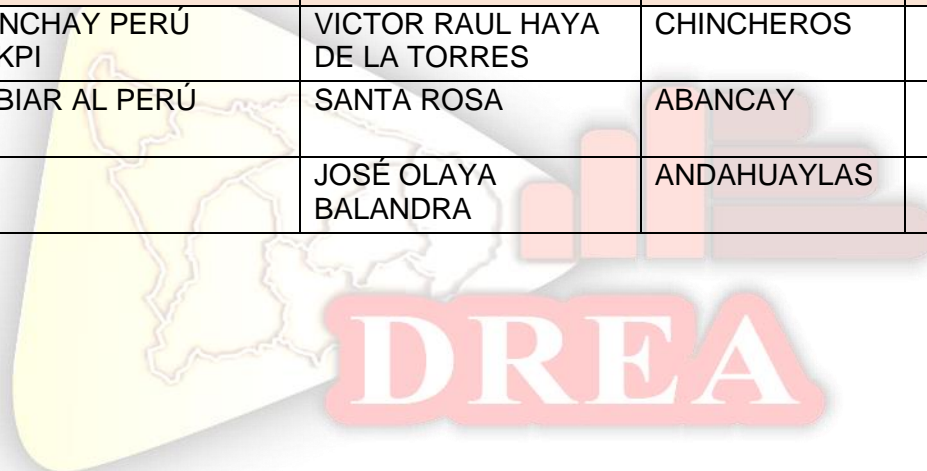 NCHAY PERÚ VICTOR RAUL HAYA CHINCHEROS
KPI DE LA TORRES
BIAR AL PERÚ SANTA ROSA ABANCAY
JOSÉ OLAYA ANDAHUAYLAS
BALANDRA
DREA